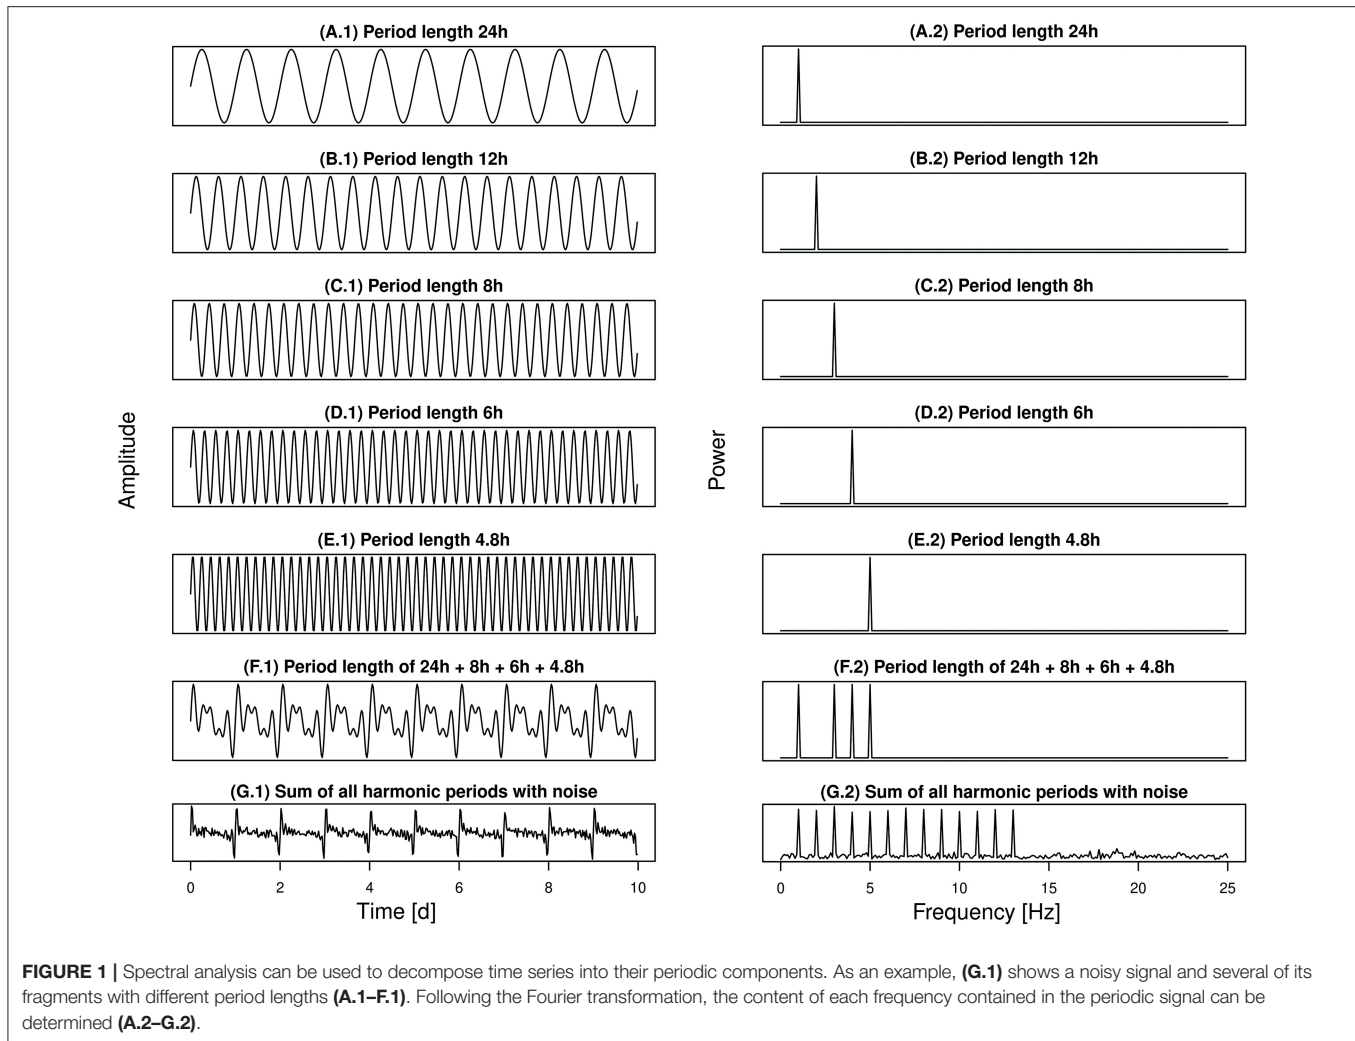 (A.1) Period length 24h
(A.2) Period length 24h
(B.1) Period length 12h
(B.2) Period length 12h
(C.1) Period length 8h
(C.2) Period length 8h
(D.1) Period length 6h
(D.2) Period length 6h
Amplitude
Power
(E.1) Period length 4.8h
(E.2) Period length 4.8h
(F.1) Period length of 24h + 8h + 6h + 4.8h
(F.2) Period length of 24h + 8h + 6h + 4.8h
(G.1) Sum of all harmonic periods with noise
(G.2) Sum of all harmonic periods with noise
0 2 4 6 8 10
0 5 10 15 20 25
Time [d]
Frequency [Hz]
FIGURE 1 | Spectral analysis can be used to decompose time series into their periodic components. As an example, (G.1) shows a noisy signal and several of its
fragments with different period lengths (A.1–F.1). Following the Fourier transformation, the content of each frequency contained in the periodic signal can be
determined (A.2–G.2).